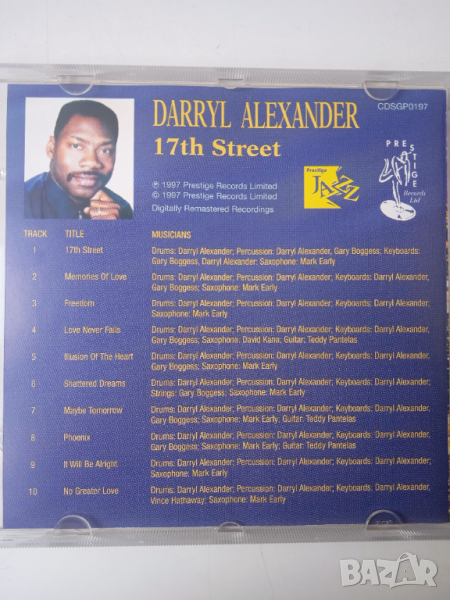 DARRYL ALEXANDER
CDSGP0197
17th Street
℗ 1997 Prestige Records Limited
© 1997 Prestige Records Limited
Digitally Remastered Recordings
Prestige
JAZZ
PRESTIGE
Records
Ltd
TRACK TITLE MUSICIANS
1 17th Street Drums: Darryl Alexander; Percussion: Darryl Alexander, Gary Boggess; Keyboards:
Gary Boggess, Darryl Alexander; Saxophone: Mark Early
2 Memories Of Love Drums: Darryl Alexander; Percussion: Darryl Alexander; Keyboards: Darryl Alexander,
Gary Boggess; Saxophone: Mark Early
3 Freedom Drums: Darryl Alexander; Percussion: Darryl Alexander; Keyboards: Darryl Alexander;
Saxophone: Mark Early
4 Love Never Fails Drums: Darryl Alexander; Percussion: Darryl Alexander; Keyboards: Darryl Alexander,
Gary Boggess; Saxophone: David Kana; Guitar: Teddy Pantelas
5 Illusion Of The Heart Drums: Darryl Alexander; Percussion: Darryl Alexander; Keyboards: Darryl Alexander,
Gary Boggess; Saxophone: Mark Early
6 Shattered Dreams Drums: Darryl Alexander; Percussion: Darryl Alexander; Keyboards: Darryl Alexander;
Strings: Gary Boggess; Saxophone: Mark Early
7 Maybe Tomorrow Drums: Darryl Alexander; Percussion: Darryl Alexander; Keyboards: Darryl Alexander,
Gary Boggess; Saxophone: Mark Early; Guitar: Teddy Pantelas
8 Phoenix Drums: Darryl Alexander; Percussion: Darryl Alexander; Keyboards: Darryl Alexander,
Gary Boggess; Saxophone: Mark Early; Guitar: Teddy Pantelas
9 It Will Be Alright Drums: Darryl Alexander; Percussion: Darryl Alexander; Keyboards: Darryl Alexander;
Saxophone: Mark Early
10 No Greater Love Drums: Darryl Alexander; Percussion: Darryl Alexander; Keyboards: Darryl Alexander,
Vince Hathaway; Saxophone: Mark Early
bazar